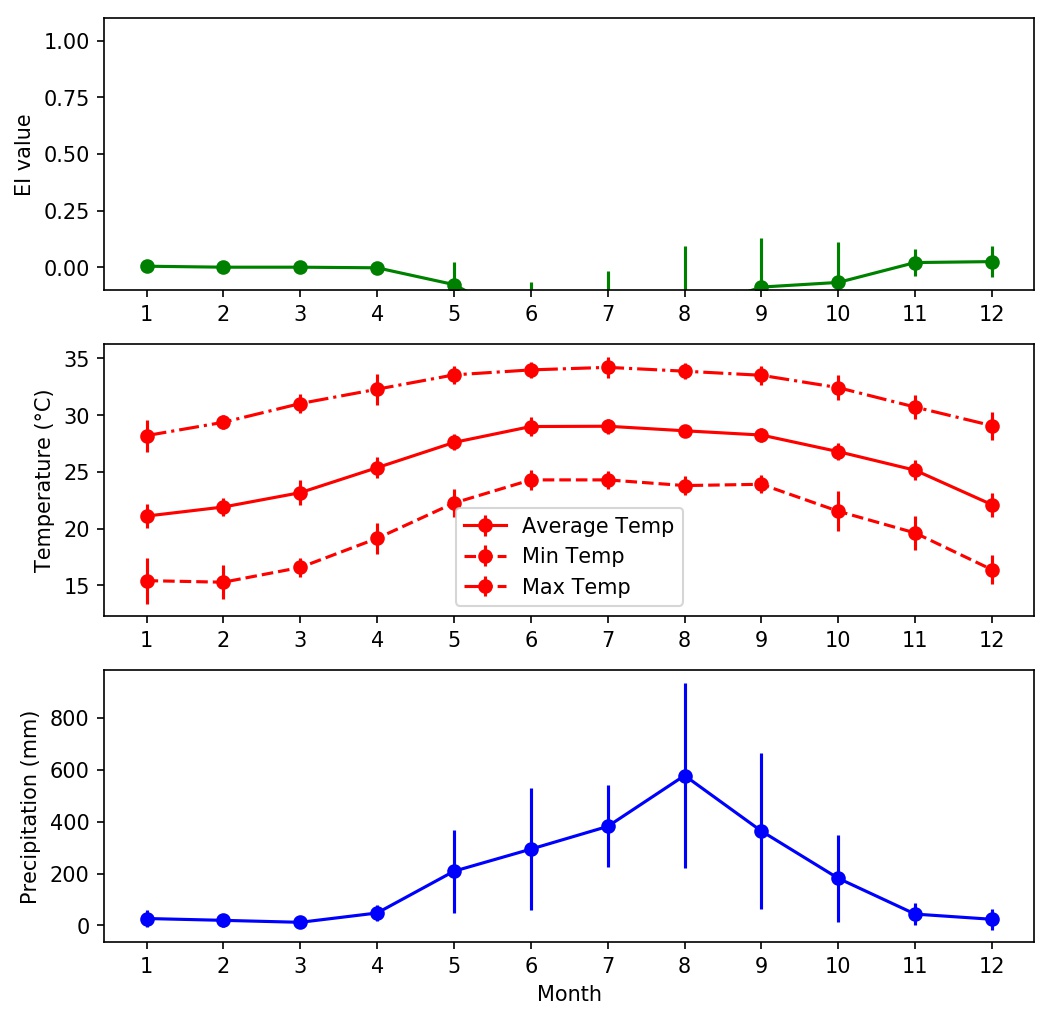 EI value
1.00
0.75
0.50
0.25
0.00
1 2 3 4 5 6 7 8 9 10 11 12
Temperature (°C)
35
30
25
20
15
Average Temp
Min Temp
Max Temp
1 2 3 4 5 6 7 8 9 10 11 12
Precipitation (mm)
800
600
400
200
0
1 2 3 4 5 6 7 8 9 10 11 12
Month